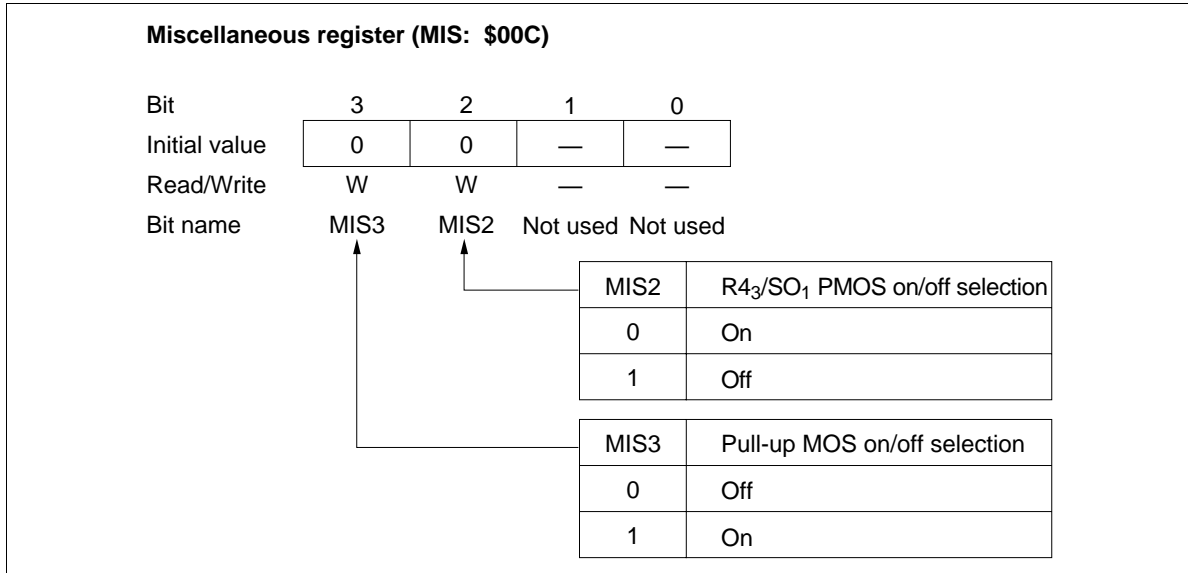 Miscellaneous register (MIS: $00C)
Bit 3 2 1 0
Initial value 0 0 — —
Read/Write W W — —
Bit name MIS3 MIS2 Not used Not used
MIS2 R4₃/SO₁ PMOS on/off selection
0 On
1 Off
MIS3 Pull-up MOS on/off selection
0 Off
1 On